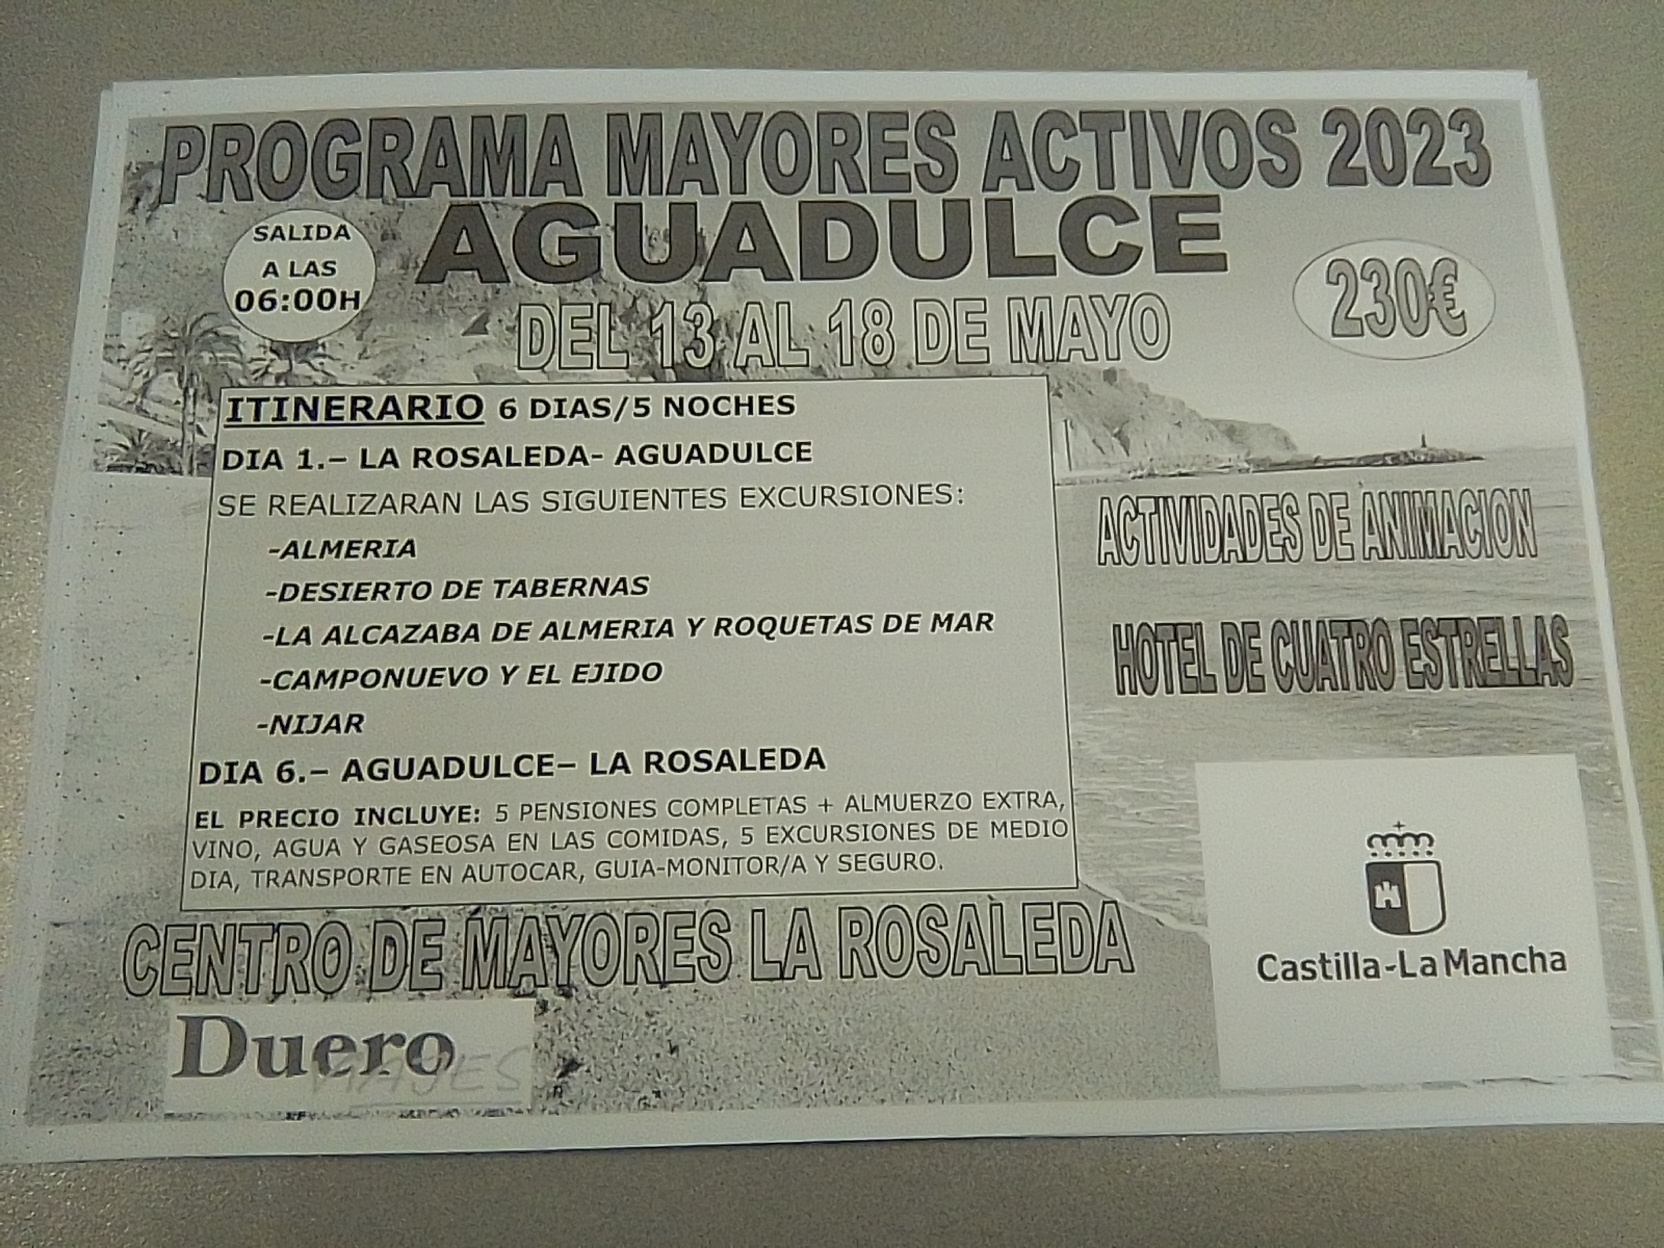 PROGRAMA MAYORES ACTIVOS 2023
AGUADULCE
SALIDA
A LAS
06:00H
230€
DEL 13 AL 18 DE MAYO
ITINERARIO 6 DIAS/5 NOCHES
DIA 1.– LA ROSALEDA- AGUADULCE
SE REALIZARAN LAS SIGUIENTES EXCURSIONES:
-ALMERIA
-DESIERTO DE TABERNAS
-LA ALCAZABA DE ALMERIA Y ROQUETAS DE MAR
-CAMPONUEVO Y EL EJIDO
-NIJAR
DIA 6.– AGUADULCE– LA ROSALEDA
EL PRECIO INCLUYE: 5 PENSIONES COMPLETAS + ALMUERZO EXTRA,
VINO, AGUA Y GASEOSA EN LAS COMIDAS, 5 EXCURSIONES DE MEDIO
DIA, TRANSPORTE EN AUTOCAR, GUIA-MONITOR/A Y SEGURO.
ACTIVIDADES DE ANIMACION
HOTEL DE CUATRO ESTRELLAS
CENTRO DE MAYORES LA ROSALEDA
Duero
VIAJES
Castilla-La Mancha